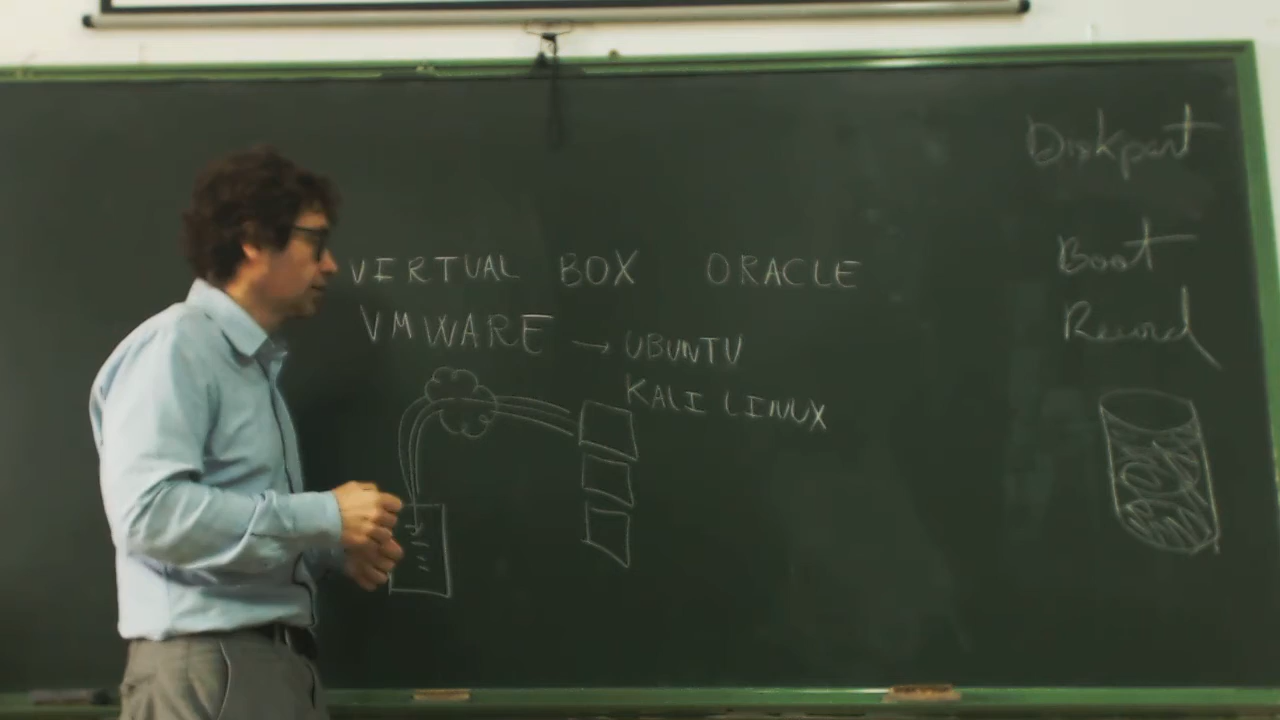 VIRTUAL BOX ORACLE
VMWARE → UBUNTU
KALI LINUX
Diskpart
Boot
Record